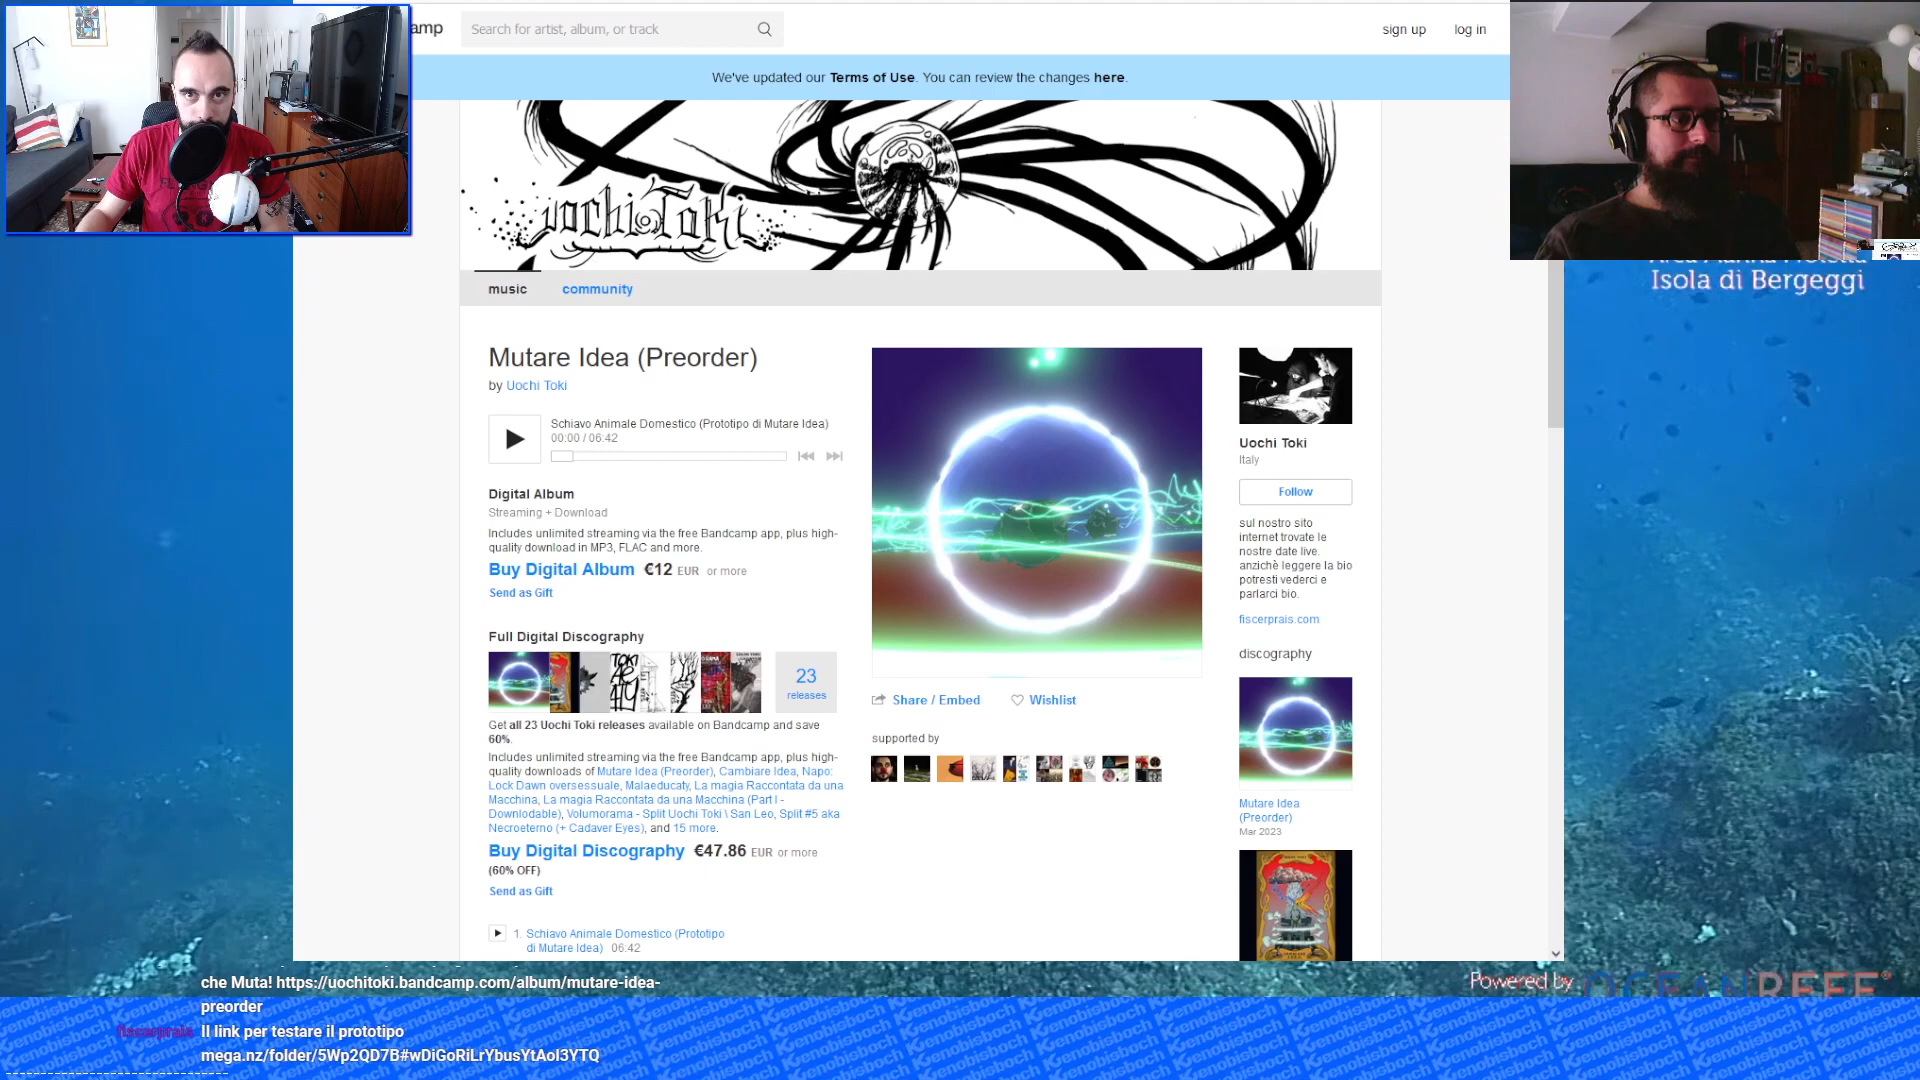 amp
Search for artist, album, or track
sign up
log in
We've updated our Terms of Use. You can review the changes here.
uochi Toki
music
community
Isola di Bergeggi
Mutare Idea (Preorder)
by Uochi Toki
Schiavo Animale Domestico (Prototipo di Mutare Idea)
00:00 / 06:42
Digital Album
Streaming + Download
Includes unlimited streaming via the free Bandcamp app, plus high-
quality download in MP3, FLAC and more.
Buy Digital Album €12 EUR or more
Send as Gift
Full Digital Discography
23
releases
Get all 23 Uochi Toki releases available on Bandcamp and save
60%.
Includes unlimited streaming via the free Bandcamp app, plus high-
quality downloads of Mutare Idea (Preorder), Cambiare Idea, Napo:
Lock Dawn oversessuale, Malaeducaty, La magia Raccontata da una
Macchina, La magia Raccontata da una Macchina (Part I -
Downlodable), Volumorama - Split Uochi Toki \ San Leo, Split #5 aka
Necroeterno (+ Cadaver Eyes), and 15 more.
Buy Digital Discography €47.86 EUR or more
(60% OFF)
Send as Gift
1. Schiavo Animale Domestico (Prototipo
di Mutare Idea) 06:42
Share / Embed
Wishlist
supported by
Uochi Toki
Italy
Follow
sul nostro sito
internet trovate le
nostre date live.
anzichè leggere la bio
potresti vederci e
parlarci bio.
fiscerprais.com
discography
Mutare Idea
(Preorder)
Mar 2023
che Muta! https://uochitoki.bandcamp.com/album/mutare-idea-
preorder
fiscerprais Il link per testare il prototipo
mega.nz/folder/5Wp2QD7B#wDiGoRiLrYbusYtAoI3YTQ
Powered by OCEAN REEF
Kenobisboch